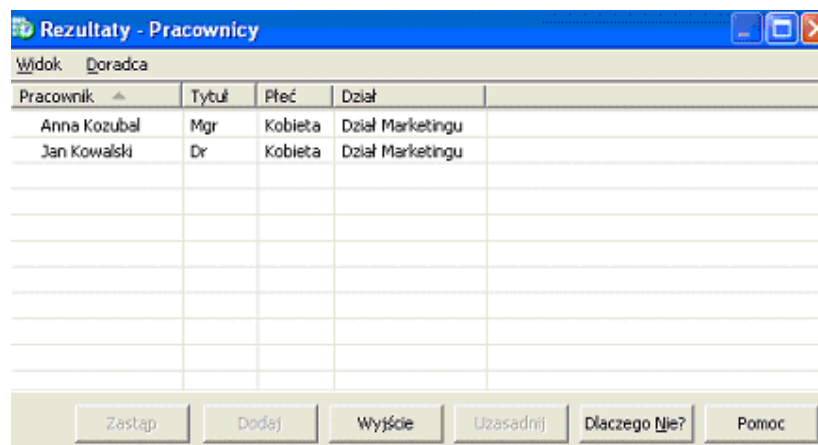 Rezultaty - Pracownicy
Widok Doradca
Pracownik Tytuł Płeć Dział
Anna Kozubal Mgr Kobieta Dział Marketingu
Jan Kowalski Dr Kobieta Dział Marketingu
Zastąp Dodaj Wyjście Uzasadnij Dlaczego Nie? Pomoc